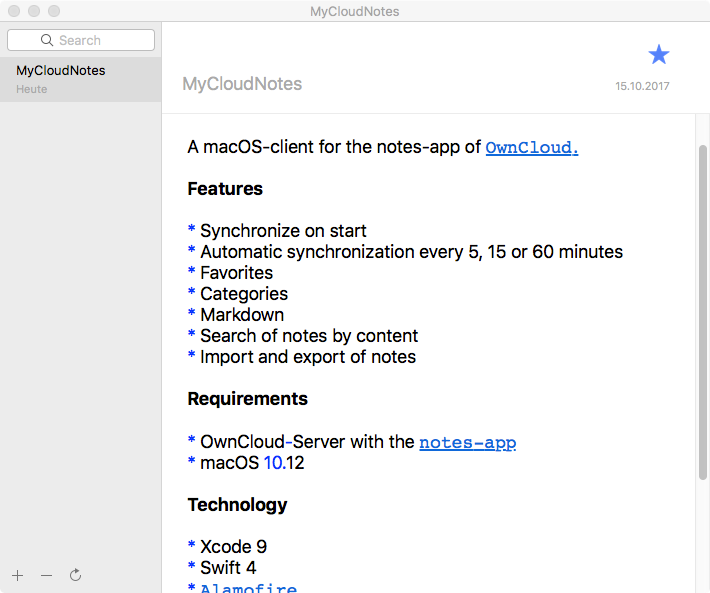 MyCloudNotes
Search
MyCloudNotes
Heute
MyCloudNotes
15.10.2017
A macOS-client for the notes-app of OwnCloud.
Features
* Synchronize on start
* Automatic synchronization every 5, 15 or 60 minutes
* Favorites
* Categories
* Markdown
* Search of notes by content
* Import and export of notes
Requirements
* OwnCloud-Server with the notes-app
* macOS 10.12
Technology
* Xcode 9
* Swift 4
* Alamofire